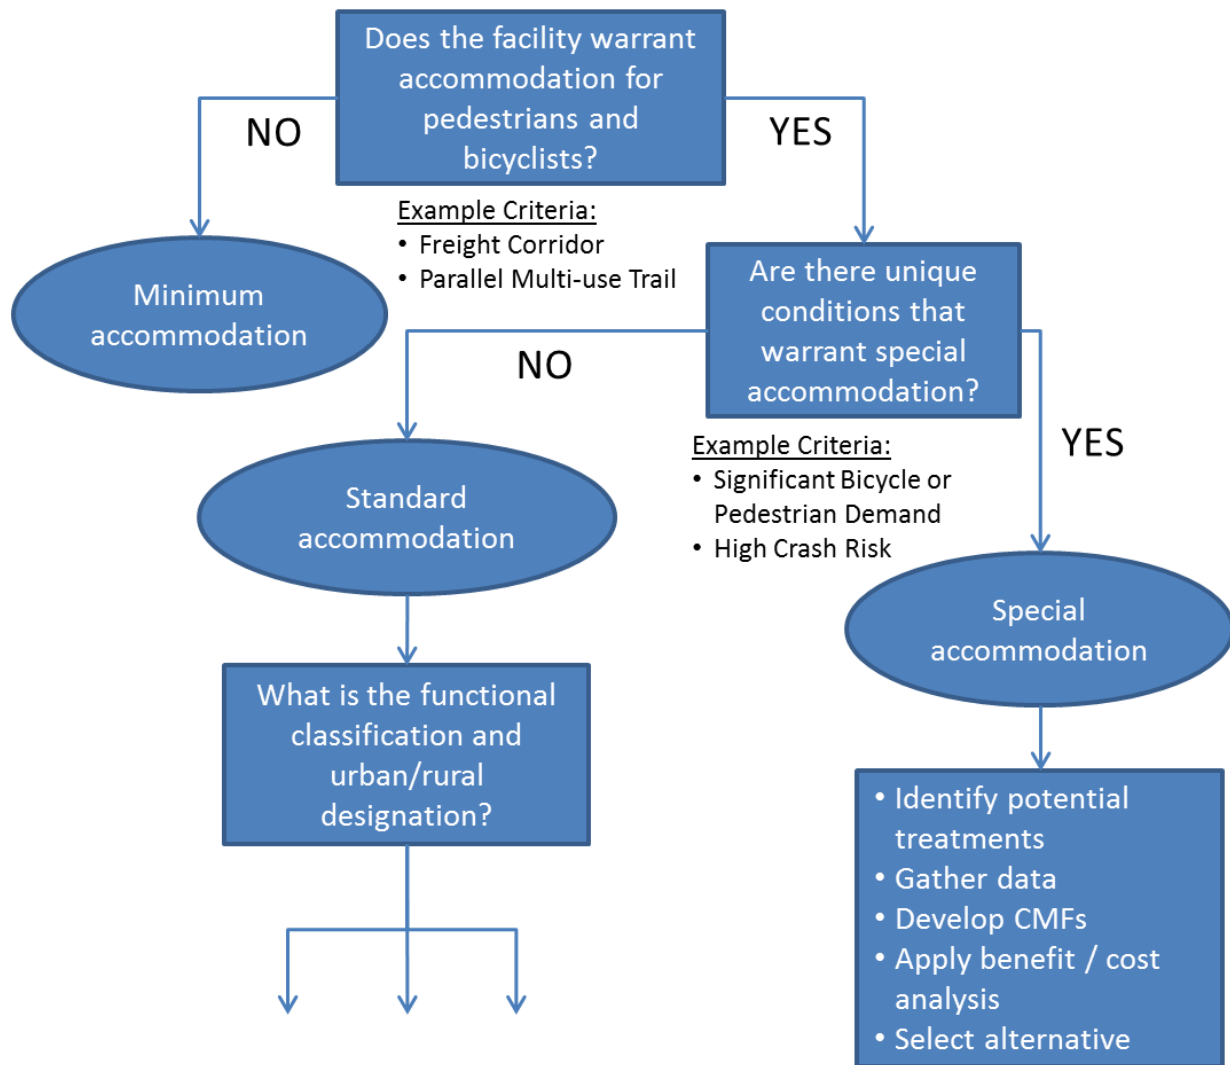 Does the facility warrant
accommodation for
pedestrians and
bicyclists?
NO
YES
Example Criteria:
• Freight Corridor
• Parallel Multi-use Trail
Minimum
accommodation
Are there unique
conditions that
warrant special
accommodation?
NO
YES
Example Criteria:
• Significant Bicycle or
Pedestrian Demand
• High Crash Risk
Standard
accommodation
Special
accommodation
What is the functional
classification and
urban/rural
designation?
• Identify potential
treatments
• Gather data
• Develop CMFs
• Apply benefit / cost
analysis
• Select alternative